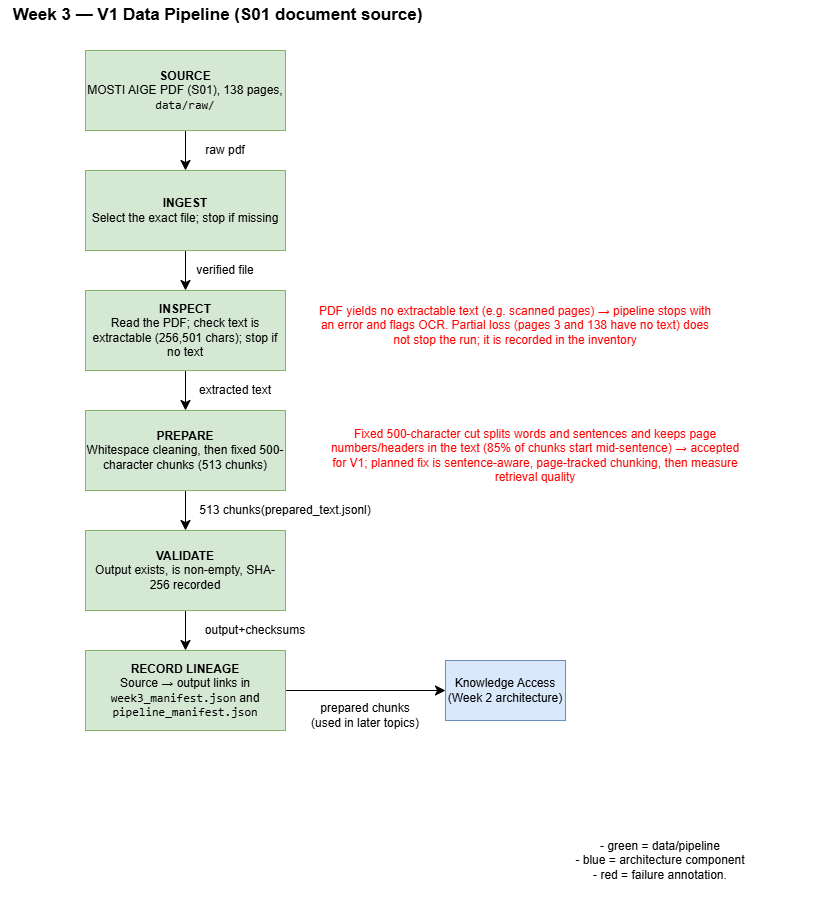 Week 3 — V1 Data Pipeline (S01 document source)
SOURCE
MOSTI AIGE PDF (S01), 138 pages,
data/raw/
raw pdf
INGEST
Select the exact file; stop if missing
verified file
INSPECT
Read the PDF; check text is
extractable (256,501 chars); stop if
no text
PDF yields no extractable text (e.g. scanned pages) → pipeline stops with
an error and flags OCR. Partial loss (pages 3 and 138 have no text) does
not stop the run; it is recorded in the inventory
extracted text
PREPARE
Whitespace cleaning, then fixed 500-
character chunks (513 chunks)
Fixed 500-character cut splits words and sentences and keeps page
numbers/headers in the text (85% of chunks start mid-sentence) → accepted
for V1; planned fix is sentence-aware, page-tracked chunking, then measure
retrieval quality
513 chunks(prepared_text.jsonl)
VALIDATE
Output exists, is non-empty, SHA-
256 recorded
output+checksums
RECORD LINEAGE
Source → output links in
week3_manifest.json and
pipeline_manifest.json
prepared chunks
(used in later topics)
Knowledge Access
(Week 2 architecture)
- green = data/pipeline
- blue = architecture component
- red = failure annotation.